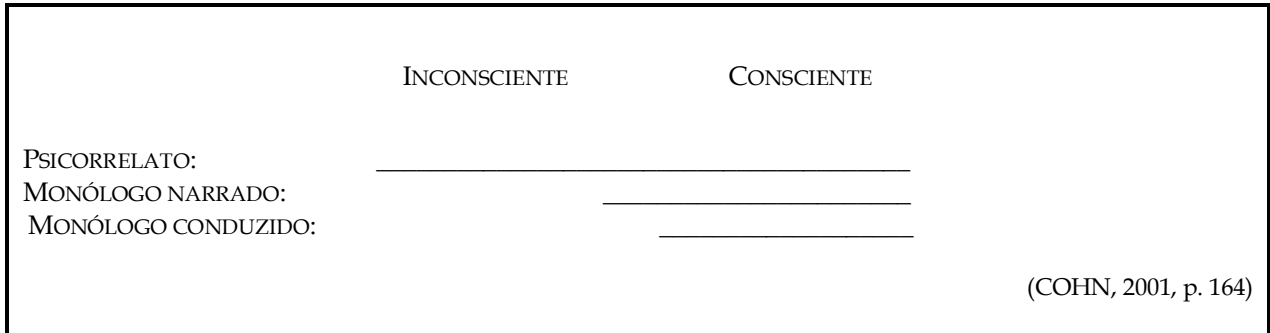 INCONSCIENTE CONSCIENTE
PSICORRELATO:
MONÓLOGO NARRADO:
MONÓLOGO CONDUZIDO:
(COHN, 2001, p. 164)